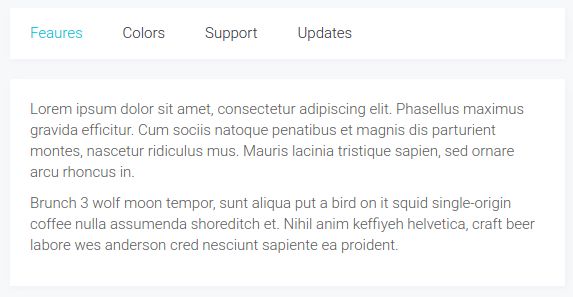 Feaures Colors Support Updates
Lorem ipsum dolor sit amet, consectetur adipiscing elit. Phasellus maximus
gravida efficitur. Cum sociis natoque penatibus et magnis dis parturient
montes, nascetur ridiculus mus. Mauris lacinia tristique sapien, sed ornare
arcu rhoncus in.
Brunch 3 wolf moon tempor, sunt aliqua put a bird on it squid single-origin
coffee nulla assumenda shoreditch et. Nihil anim keffiyeh helvetica, craft beer
labore wes anderson cred nesciunt sapiente ea proident.